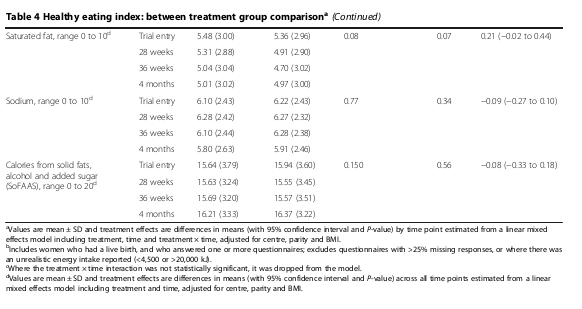 Table 4 Healthy eating index: between treatment group comparisonᵃ (Continued)
Saturated fat, range 0 to 10ᵈ Trial entry 5.48 (3.00) 5.36 (2.96) 0.08 0.07 0.21 (−0.02 to 0.44)
28 weeks 5.31 (2.88) 4.91 (2.90)
36 weeks 5.04 (3.04) 4.70 (3.02)
4 months 5.01 (3.02) 4.97 (3.00)
Sodium, range 0 to 10ᵈ Trial entry 6.10 (2.43) 6.22 (2.43) 0.77 0.34 −0.09 (−0.27 to 0.10)
28 weeks 6.28 (2.42) 6.27 (2.32)
36 weeks 6.10 (2.44) 6.28 (2.38)
4 months 5.80 (2.63) 5.91 (2.46)
Calories from solid fats, Trial entry 15.64 (3.79) 15.94 (3.60) 0.150 0.56 −0.08 (−0.33 to 0.18)
alcohol and added sugar
(SoFAAS), range 0 to 20ᵈ 28 weeks 15.63 (3.24) 15.55 (3.45)
36 weeks 15.69 (3.20) 15.57 (3.51)
4 months 16.21 (3.33) 16.37 (3.22)
ᵃValues are mean ± SD and treatment effects are differences in means (with 95% confidence interval and P-value) by time point estimated from a linear mixed
effects model including treatment, time and treatment × time, adjusted for centre, parity and BMI.
ᵇIncludes women who had a live birth, and who answered one or more questionnaires; excludes questionnaires with >25% missing responses, or where there was
an unrealistic energy intake reported (<4,500 or >20,000 kJ).
ᶜWhere the treatment × time interaction was not statistically significant, it was dropped from the model.
ᵈValues are mean ± SD and treatment effects are differences in means (with 95% confidence interval and P-value) across all time points estimated from a linear
mixed effects model including treatment and time, adjusted for centre, parity and BMI.